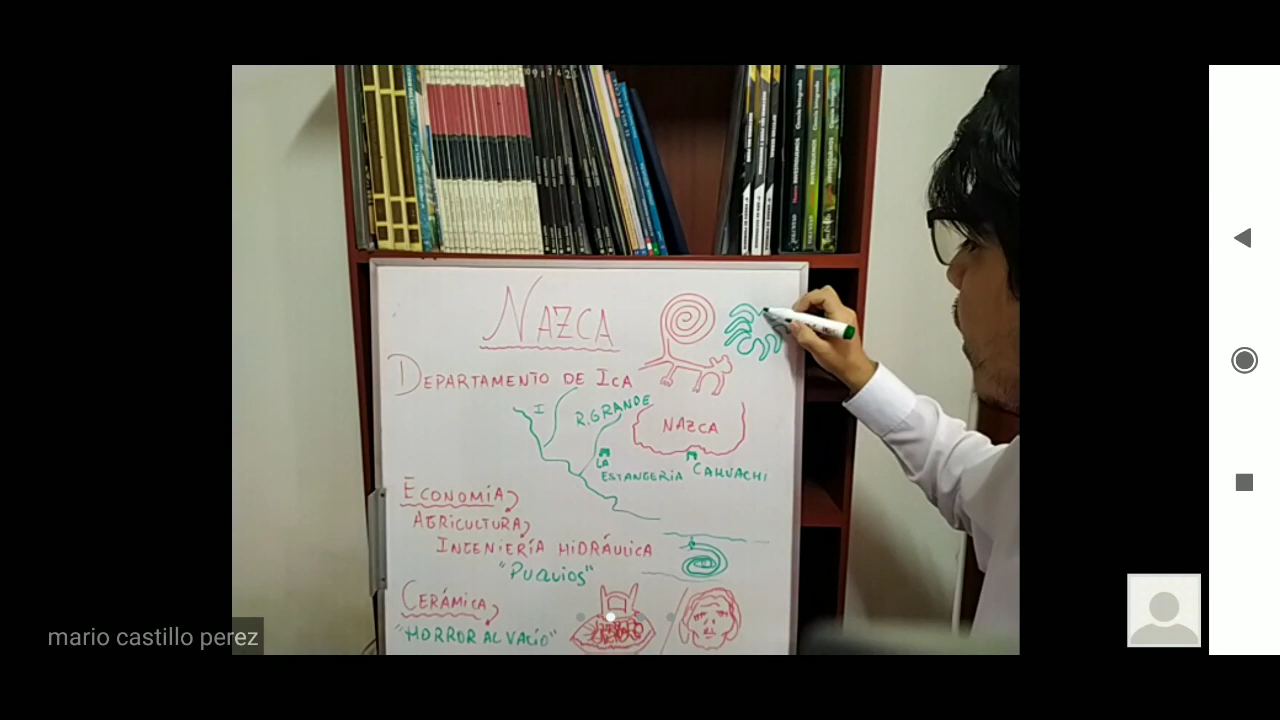 NAZCA
DEPARTAMENTO DE ICA
I
R. GRANDE
NAZCA
LA
ESTANGERIA
CAHUACHI
ECONOMÍA
AGRICULTURA
INGENIERÍA HIDRÁULICA
"PUQUIOS"
CERÁMICA
"HORROR AL VACÍO"
mario castillo perez